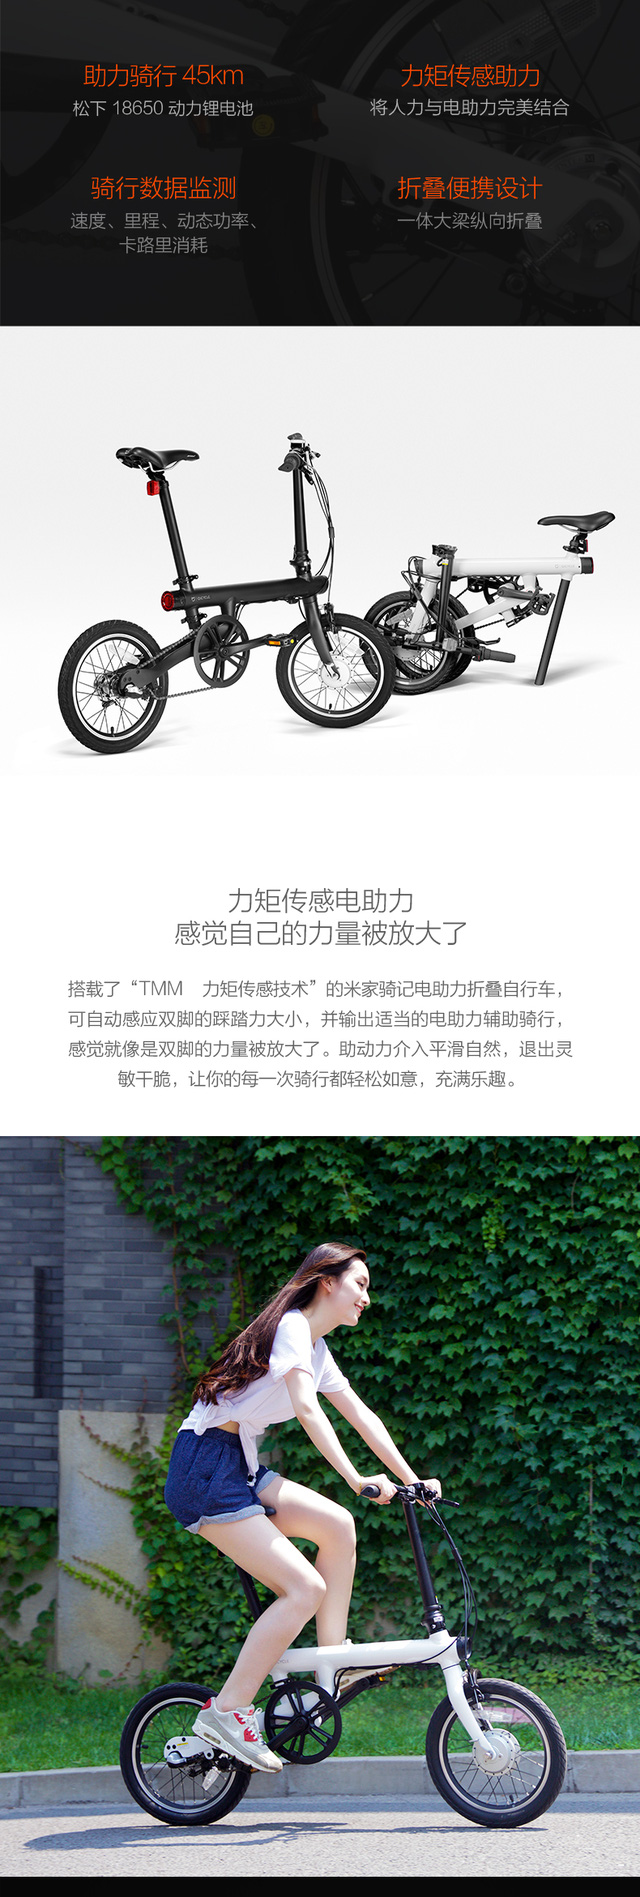 助力骑行 45km
松下 18650 动力锂电池
力矩传感助力
将人力与电助力完美结合
骑行数据监测
速度、里程、动态功率、
卡路里消耗
折叠便携设计
一体大梁纵向折叠
力矩传感电助力
感觉自己的力量被放大了
搭载了“TMM 力矩传感技术”的米家骑记电助力折叠自行车，
可自动感应双脚的踩踏力大小，并输出适当的电助力辅助骑行，
感觉就像是双脚的力量被放大了。助动力介入平滑自然，退出灵
敏干脆，让你的每一次骑行都轻松如意，充满乐趣。